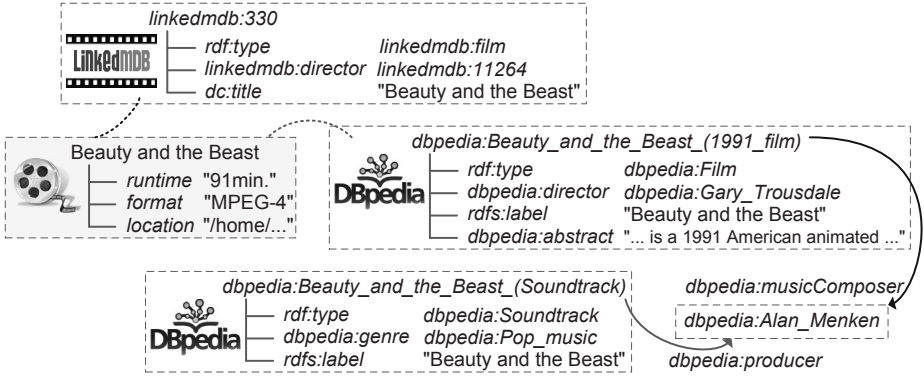 linkedmdb:330
LinkedMDB
rdf:type linkedmdb:film
linkedmdb:director linkedmdb:11264
dc:title "Beauty and the Beast"
Beauty and the Beast
runtime "91min."
format "MPEG-4"
location "/home/..."
dbpedia:Beauty_and_the_Beast_(1991_film)
DBpedia
rdf:type dbpedia:Film
dbpedia:director dbpedia:Gary_Trousdale
rdfs:label "Beauty and the Beast"
dbpedia:abstract "... is a 1991 American animated ..."
dbpedia:Beauty_and_the_Beast_(Soundtrack)
DBpedia
rdf:type dbpedia:Soundtrack
dbpedia:genre dbpedia:Pop_music
rdfs:label "Beauty and the Beast"
dbpedia:musicComposer
dbpedia:Alan_Menken
dbpedia:producer